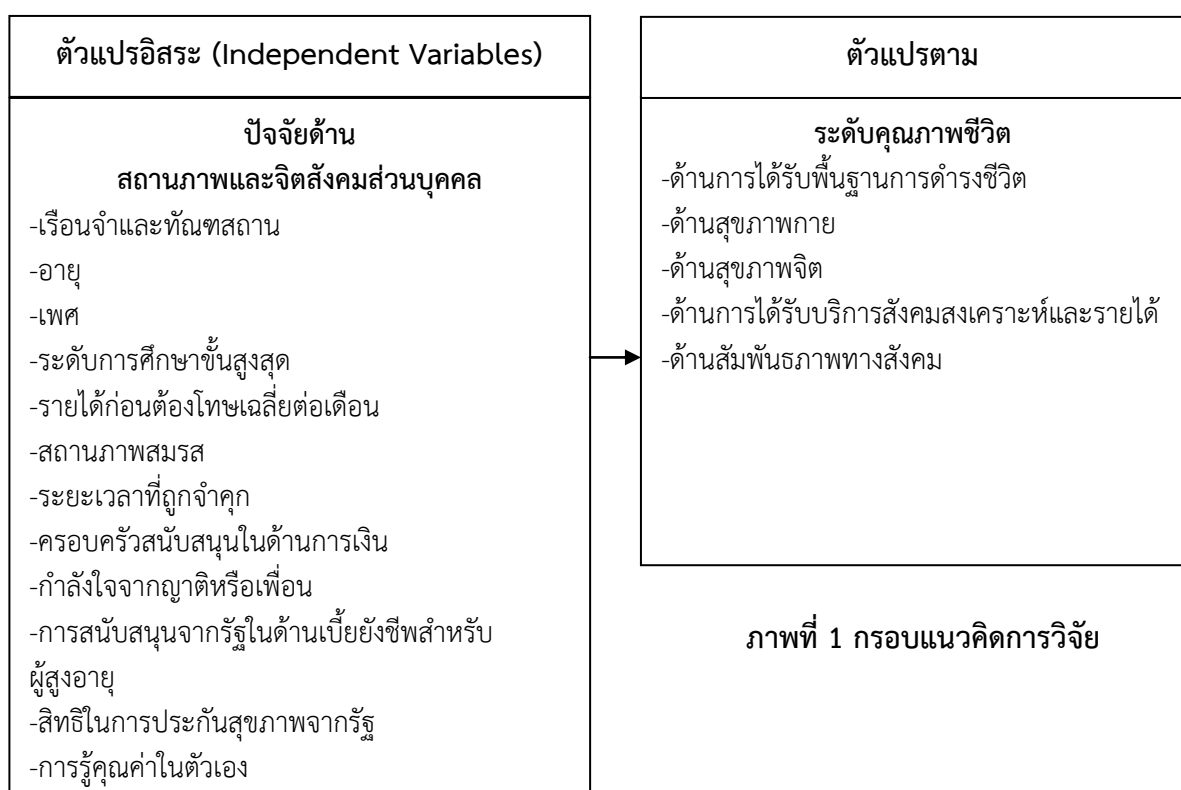 ตัวแปรอิสระ (Independent Variables)
ปัจจัยด้าน
สถานภาพและจิตสังคมส่วนบุคคล
-เรือนจำและทัณฑสถาน
-อายุ
-เพศ
-ระดับการศึกษาขั้นสูงสุด
-รายได้ก่อนต้องโทษเฉลี่ยต่อเดือน
-สถานภาพสมรส
-ระยะเวลาที่ถูกจำคุก
-ครอบครัวสนับสนุนในด้านการเงิน
-กำลังใจจากญาติหรือเพื่อน
-การสนับสนุนจากรัฐในด้านเบี้ยยังชีพสำหรับ
ผู้สูงอายุ
-สิทธิในการประกันสุขภาพจากรัฐ
-การรู้คุณค่าในตัวเอง
ตัวแปรตาม
ระดับคุณภาพชีวิต
-ด้านการได้รับพื้นฐานการดำรงชีวิต
-ด้านสุขภาพกาย
-ด้านสุขภาพจิต
-ด้านการได้รับบริการสังคมสงเคราะห์และรายได้
-ด้านสัมพันธภาพทางสังคม
ภาพที่ 1 กรอบแนวคิดการวิจัย